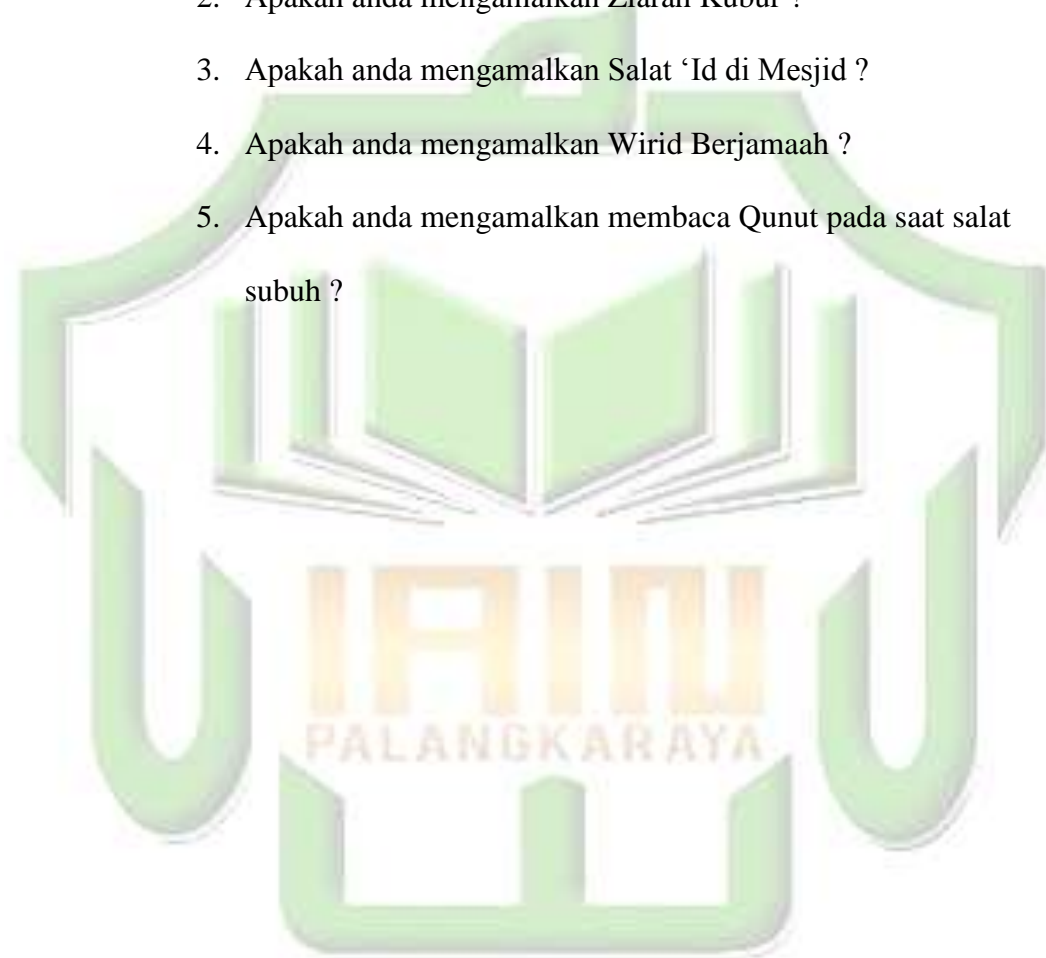 2. Apakah anda mengamalkan Ziarah Kubur ?
3. Apakah anda mengamalkan Salat ‘Id di Mesjid ?
4. Apakah anda mengamalkan Wirid Berjamaah ?
5. Apakah anda mengamalkan membaca Qunut pada saat salat
subuh ?
IAIN
PALANGKARAYA